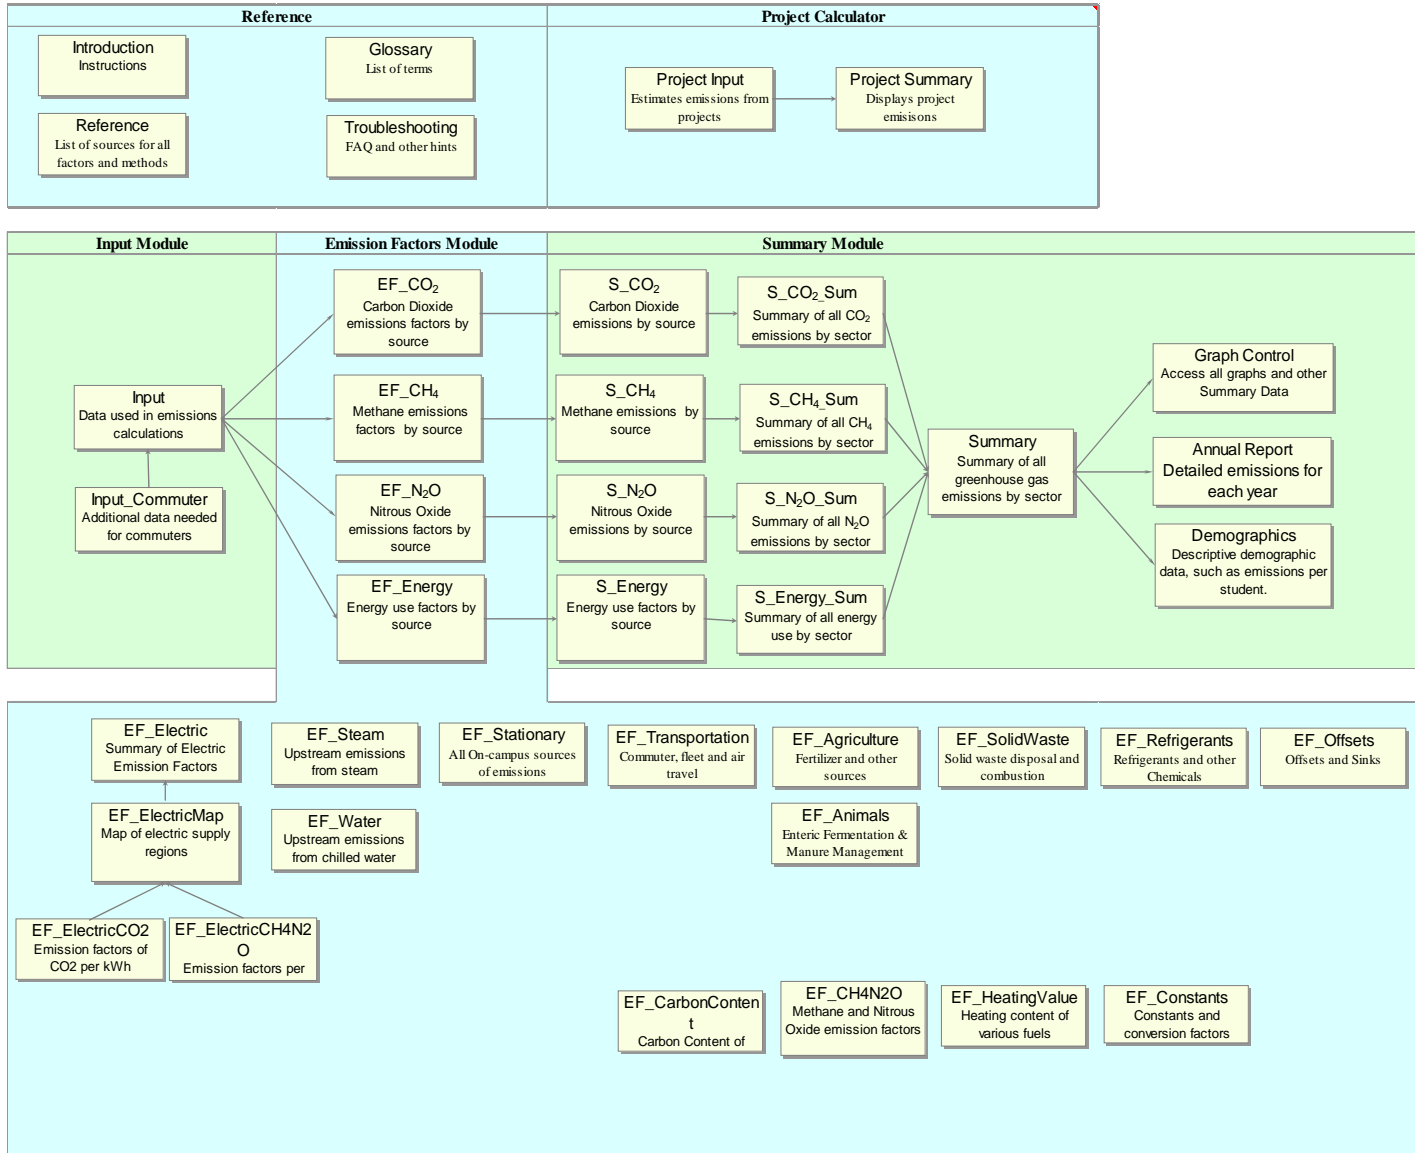 Reference
Project Calculator
Introduction
Instructions
Glossary
List of terms
Reference
List of sources for all
factors and methods
Troubleshooting
FAQ and other hints
Project Input
Estimates emissions from
projects
Project Summary
Displays project
emisisons
Input Module
Emission Factors Module
Summary Module
Input
Data used in emissions
calculations
Input_Commuter
Additional data needed
for commuters
EF_CO₂
Carbon Dioxide
emissions factors by
source
EF_CH₄
Methane emissions
factors by source
EF_N₂O
Nitrous Oxide
emissions factors by
source
EF_Energy
Energy use factors by
source
S_CO₂
Carbon Dioxide
emissions by source
S_CH₄
Methane emissions by
source
S_N₂O
Nitrous Oxide
emissions by source
S_Energy
Energy use factors by
source
S_CO₂_Sum
Summary of all CO₂
emissions by sector
S_CH₄_Sum
Summary of all CH₄
emissions by sector
S_N₂O_Sum
Summary of all N₂O
emissions by sector
S_Energy_Sum
Summary of all energy
use by sector
Summary
Summary of all
greenhouse gas
emissions by sector
Graph Control
Access all graphs and other
Summary Data
Annual Report
Detailed emissions for
each year
Demographics
Descriptive demographic
data, such as emissions per
student.
EF_Electric
Summary of Electric
Emission Factors
EF_Steam
Upstream emissions
from steam
EF_Stationary
All On-campus sources
of emissions
EF_Transportation
Commuter, fleet and air
travel
EF_Agriculture
Fertilizer and other
sources
EF_SolidWaste
Solid waste disposal and
combustion
EF_Refrigerants
Refrigerants and other
Chemicals
EF_Offsets
Offsets and Sinks
EF_ElectricMap
Map of electric supply
regions
EF_Water
Upstream emissions
from chilled water
EF_Animals
Enteric Fermentation &
Manure Management
EF_ElectricCO2
Emission factors of
CO2 per kWh
EF_ElectricCH4N2
O
Emission factors per
EF_CarbonConten
t
Carbon Content of
EF_CH4N2O
Methane and Nitrous
Oxide emission factors
EF_HeatingValue
Heating content of
various fuels
EF_Constants
Constants and
conversion factors